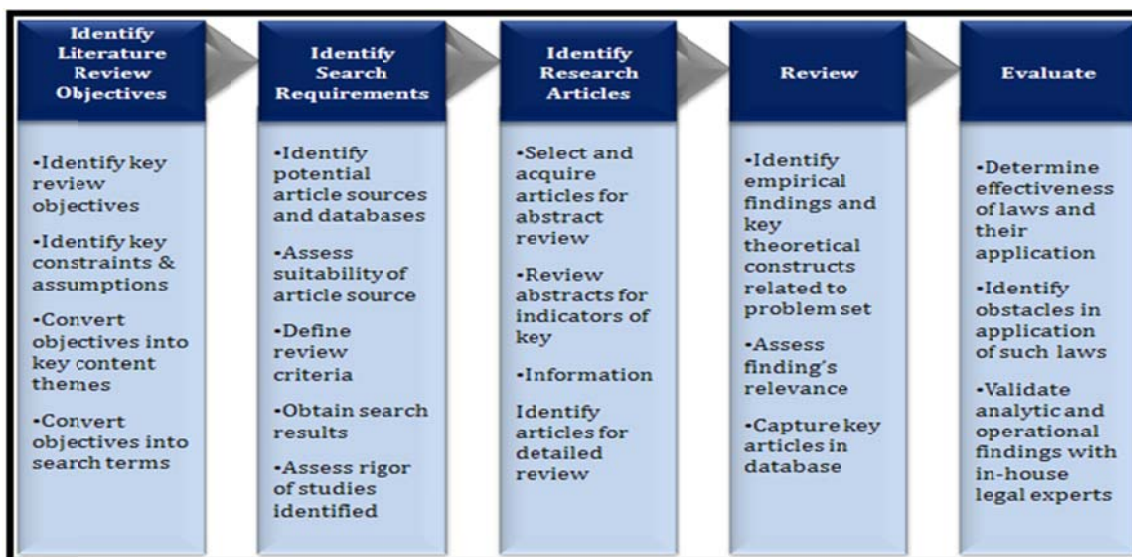 Identify
Literature
Review
Objectives
•Identify key
review
objectives
•Identify key
constraints &
assumptions
•Convert
objectives into
key content
themes
•Convert
objectives into
search terms
Identify
Search
Requirements
•Identify
potential
article sources
and databases
•Assess
suitability of
article source
•Define
review
criteria
•Obtain search
results
•Assess rigor
of studies
identified
Identify
Research
Articles
•Select and
acquire
articles for
abstract
review
•Review
abstracts for
indicators of
key
•Information
Identify
articles for
detailed
review
Review
•Identify
empirical
findings and
key
theoretical
constructs
related to
problem set
•Assess
finding's
relevance
•Capture key
articles in
database
Evaluate
•Determine
effectiveness
of laws and
their
application
•Identify
obstacles in
application
of such laws
•Validate
analytic and
operational
findings with
in-house
legal experts